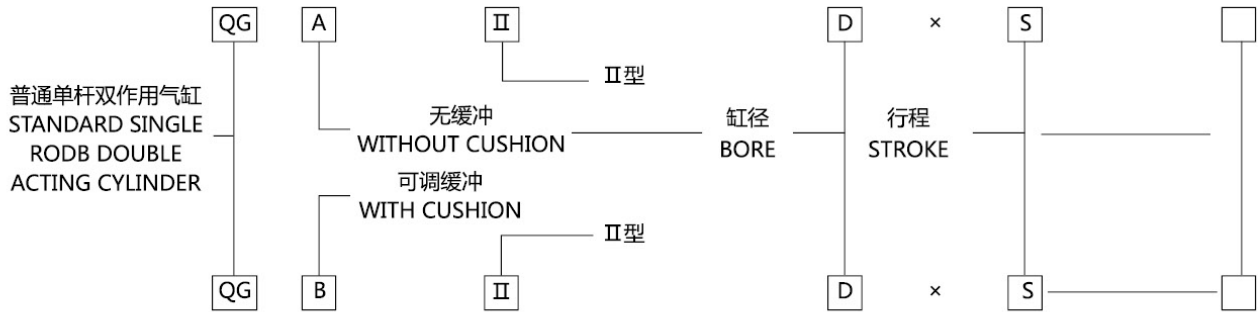 QG A Ⅱ D × S
Ⅱ型
普通单杆双作用气缸
STANDARD SINGLE
RODB DOUBLE
ACTING CYLINDER
无缓冲
WITHOUT CUSHION
缸径
BORE
行程
STROKE
可调缓冲
WITH CUSHION
Ⅱ型
QG B Ⅱ D × S